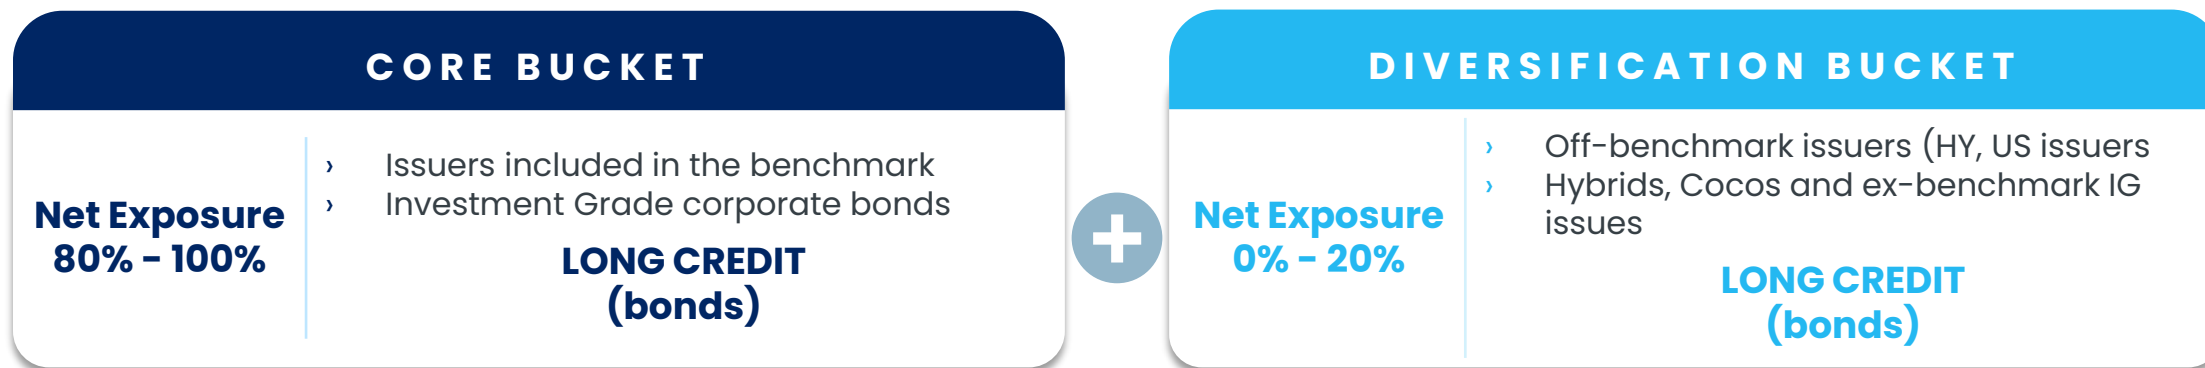 CORE BUCKET
Net Exposure
80% - 100%
› Issuers included in the benchmark
› Investment Grade corporate bonds
LONG CREDIT
(bonds)
+
DIVERSIFICATION BUCKET
Net Exposure
0% - 20%
› Off-benchmark issuers (HY, US issuers
› Hybrids, Cocos and ex-benchmark IG
issues
LONG CREDIT
(bonds)